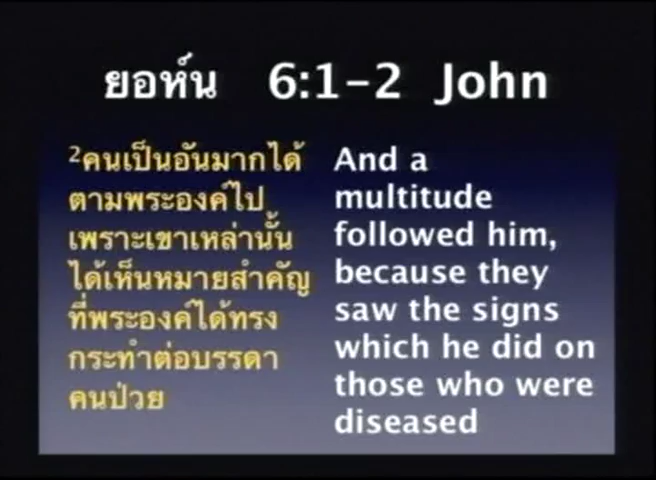 ยอห์น 6:1-2 John
²คนเป็นอันมากได้
ตามพระองค์ไป
เพราะเขาเหล่านั้น
ได้เห็นหมายสำคัญ
ที่พระองค์ได้ทรง
กระทำต่อบรรดา
คนป่วย
And a
multitude
followed him,
because they
saw the signs
which he did on
those who were
diseased